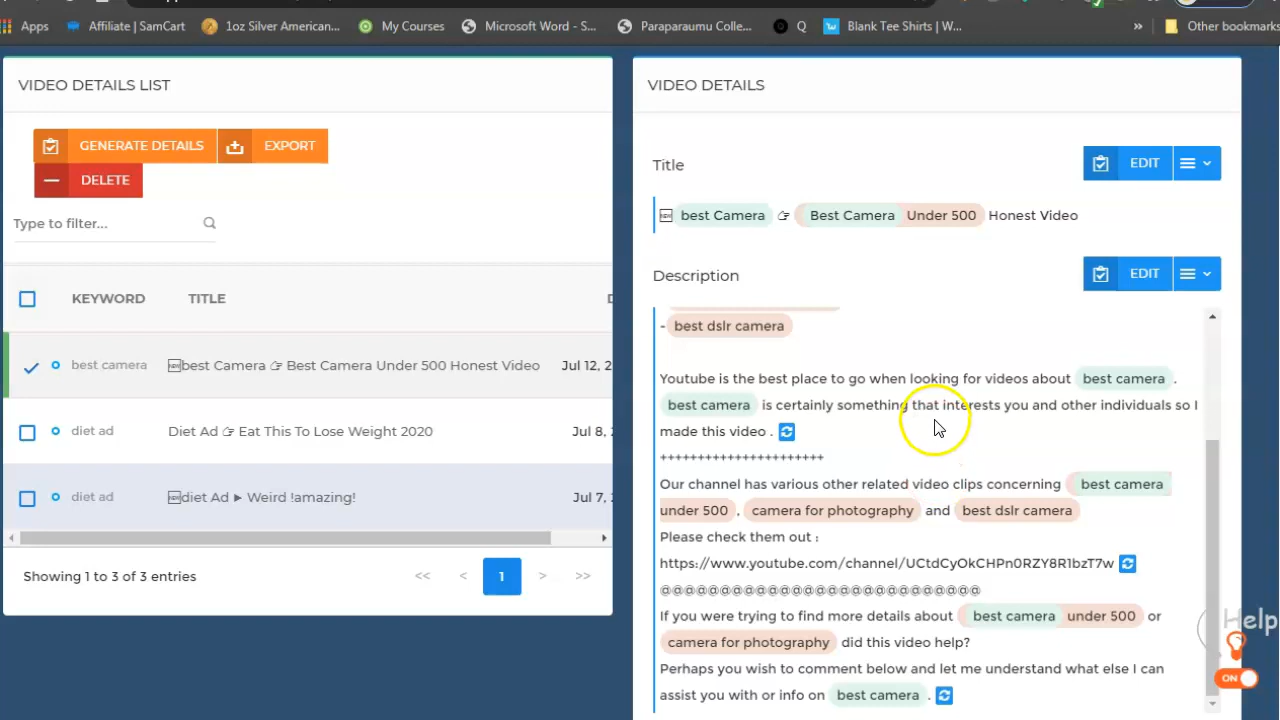 Apps
Affiliate | SamCart
1oz Silver American...
My Courses
Microsoft Word - S...
Paraparaumu Colle...
Q
Blank Tee Shirts | W...
»
Other bookmarks
VIDEO DETAILS LIST
GENERATE DETAILS
EXPORT
DELETE
Type to filter...
KEYWORD TITLE
best camera 🆕best Camera 👉 Best Camera Under 500 Honest Video Jul 12, 2
diet ad Diet Ad 👉 Eat This To Lose Weight 2020 Jul 8, 2
diet ad 🆕diet Ad ► Weird !amazing! Jul 7,
Showing 1 to 3 of 3 entries
<< < 1 > >>
VIDEO DETAILS
Title
EDIT
🆕 best Camera 👉 Best Camera Under 500 Honest Video
Description
EDIT
- best dslr camera
Youtube is the best place to go when looking for videos about best camera .
best camera is certainly something that interests you and other individuals so I
made this video .
++++++++++++++++++++++
Our channel has various other related video clips concerning best camera
under 500 , camera for photography and best dslr camera
Please check them out :
https://www.youtube.com/channel/UCtdCyOkCHPn0RZY8R1bzT7w
@@@@@@@@@@@@@@@@@@@@@@@@@@@
If you were trying to find more details about best camera under 500 or
camera for photography did this video help?
Perhaps you wish to comment below and let me understand what else I can
assist you with or info on best camera .
Help
ON